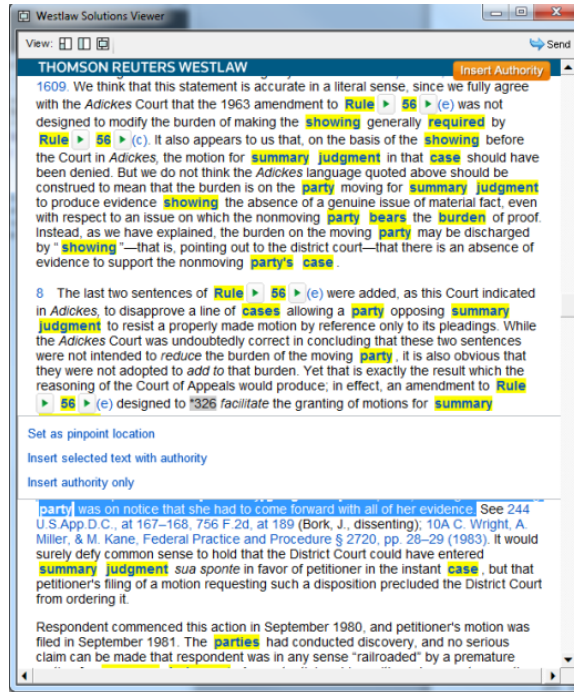 Westlaw Solutions Viewer
View:
Send
THOMSON REUTERS WESTLAW
Insert Authority
1609. We think that this statement is accurate in a literal sense, since we fully agree
with the Adickes Court that the 1963 amendment to Rule 56 (e) was not
designed to modify the burden of making the showing generally required by
Rule 56 (c). It also appears to us that, on the basis of the showing before
the Court in Adickes, the motion for summary judgment in that case should have
been denied. But we do not think the Adickes language quoted above should be
construed to mean that the burden is on the party moving for summary judgment
to produce evidence showing the absence of a genuine issue of material fact, even
with respect to an issue on which the nonmoving party bears the burden of proof.
Instead, as we have explained, the burden on the moving party may be discharged
by "showing"—that is, pointing out to the district court—that there is an absence of
evidence to support the nonmoving party's case.
8 The last two sentences of Rule 56 (e) were added, as this Court indicated
in Adickes, to disapprove a line of cases allowing a party opposing summary
judgment to resist a properly made motion by reference only to its pleadings. While
the Adickes Court was undoubtedly correct in concluding that these two sentences
were not intended to reduce the burden of the moving party, it is also obvious that
they were not adopted to add to that burden. Yet that is exactly the result which the
reasoning of the Court of Appeals would produce; in effect, an amendment to Rule
56 (e) designed to *326 facilitate the granting of motions for summary
Set as pinpoint location
Insert selected text with authority
Insert authority only
party was on notice that she had to come forward with all of her evidence. See 244
U.S.App.D.C., at 167–168, 756 F.2d, at 189 (Bork, J., dissenting); 10A C. Wright, A.
Miller, & M. Kane, Federal Practice and Procedure § 2720, pp. 28–29 (1983). It would
surely defy common sense to hold that the District Court could have entered
summary judgment sua sponte in favor of petitioner in the instant case, but that
petitioner's filing of a motion requesting such a disposition precluded the District Court
from ordering it.
Respondent commenced this action in September 1980, and petitioner's motion was
filed in September 1981. The parties had conducted discovery, and no serious
claim can be made that respondent was in any sense "railroaded" by a premature